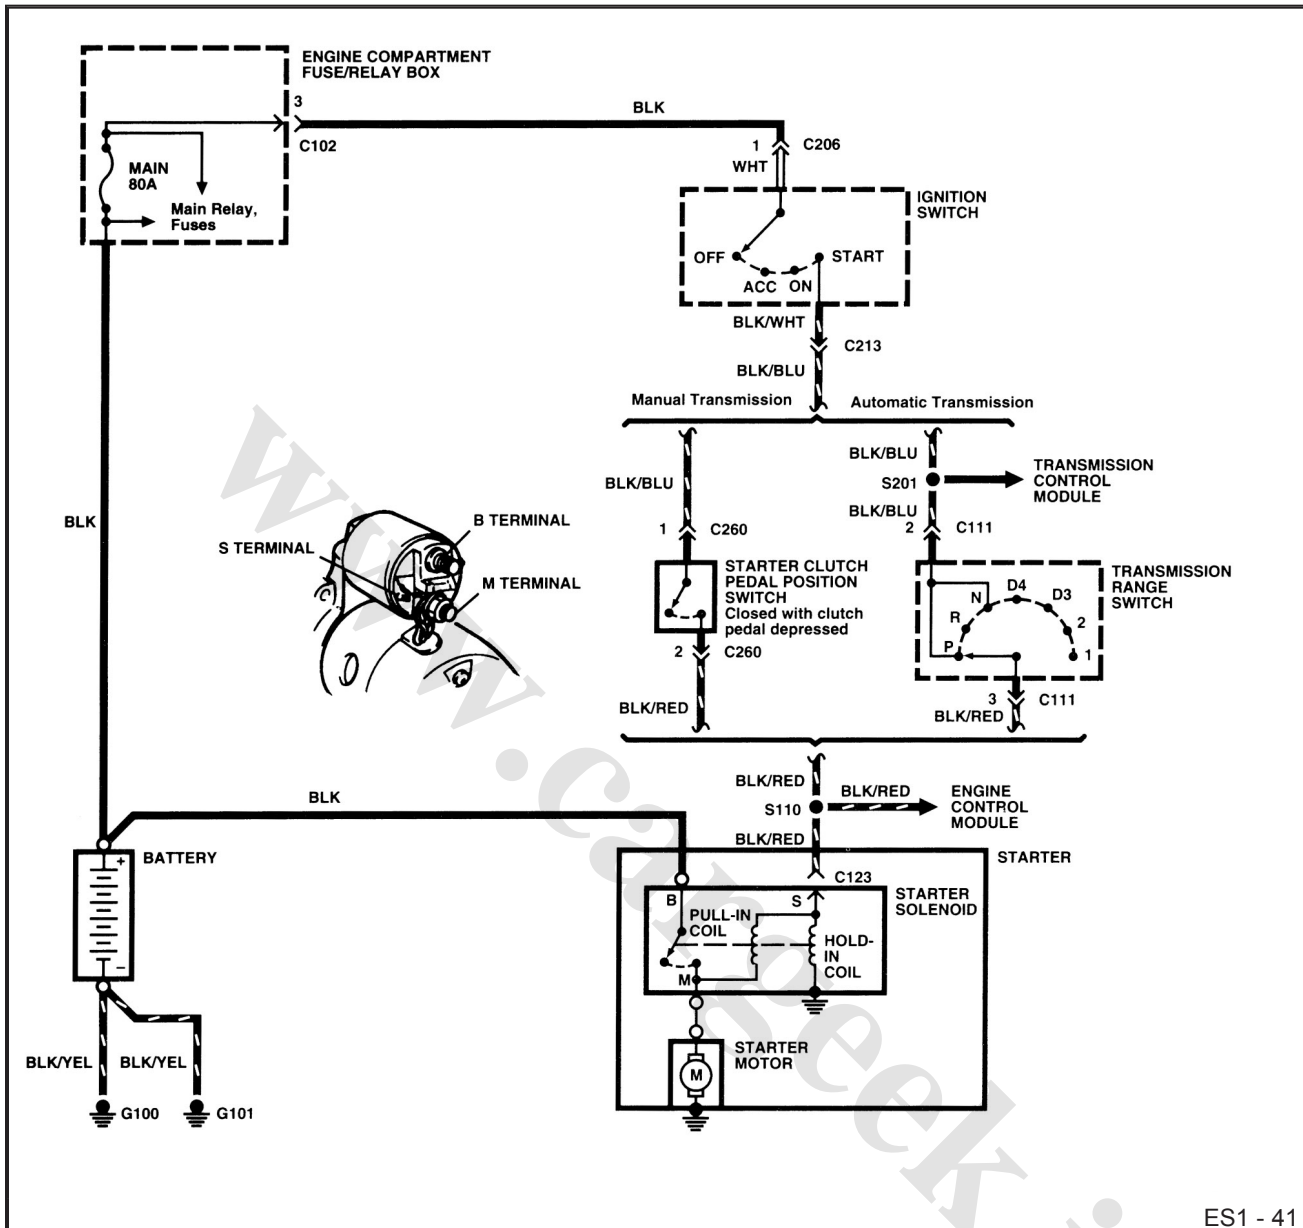 ENGINE COMPARTMENT
FUSE/RELAY BOX
3
BLK
C102
1
C206
WHT
MAIN
80A
Main Relay,
Fuses
IGNITION
SWITCH
OFF
START
ACC
ON
BLK/WHT
C213
BLK/BLU
Manual Transmission
Automatic Transmission
BLK/BLU
S201
TRANSMISSION
CONTROL
MODULE
BLK/BLU
BLK/BLU
2
C111
1
C260
BLK
B TERMINAL
S TERMINAL
M TERMINAL
STARTER CLUTCH
PEDAL POSITION
SWITCH
Closed with clutch
pedal depressed
TRANSMISSION
RANGE
SWITCH
P
R
N
D4
D3
2
1
2
C260
3
C111
BLK/RED
BLK/RED
BLK/RED
S110
BLK/RED
ENGINE
CONTROL
MODULE
BLK/RED
BLK
BATTERY
+
−
STARTER
C123
STARTER
SOLENOID
B
S
PULL-IN
COIL
HOLD-
IN
COIL
M
STARTER
MOTOR
M
BLK/YEL
BLK/YEL
G100
G101
www.cargeek.i
ES1 - 41